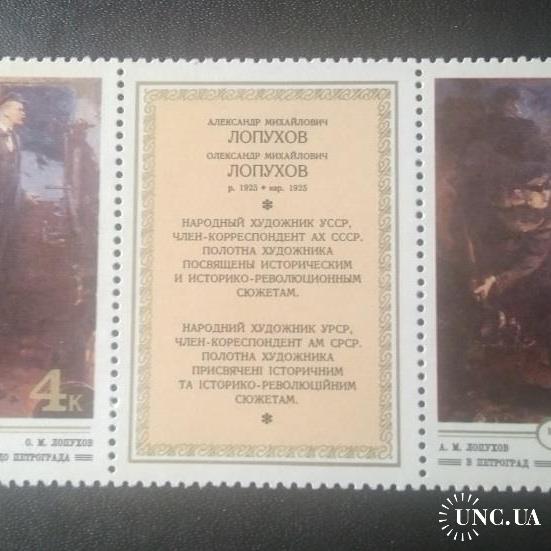 АЛЕКСАНДР МИХАЙЛОВИЧ
ЛОПУХОВ
ОЛЕКСАНДР МИХАЙЛОВИЧ
ЛОПУХОВ
р. 1925 • нар. 1925
НАРОДНЫЙ ХУДОЖНИК УССР,
ЧЛЕН-КОРРЕСПОНДЕНТ АХ СССР.
ПОЛОТНА ХУДОЖНИКА
ПОСВЯЩЕНЫ ИСТОРИЧЕСКИМ
И ИСТОРИКО-РЕВОЛЮЦИОННЫМ
СЮЖЕТАМ.
НАРОДНИЙ ХУДОЖНИК УРСР,
ЧЛЕН-КОРЕСПОНДЕНТ АМ СРСР.
ПОЛОТНА ХУДОЖНИКА
ПРИСВЯЧЕНІ ІСТОРИЧНИМ
ТА ІСТОРИКО-РЕВОЛЮЦІЙНИМ
СЮЖЕТАМ.
4К
О. М. ЛОПУХОВ
ДО ПЕТРОГРАДА
А. М. ЛОПУХОВ
В ПЕТРОГРАД
UNC.UA